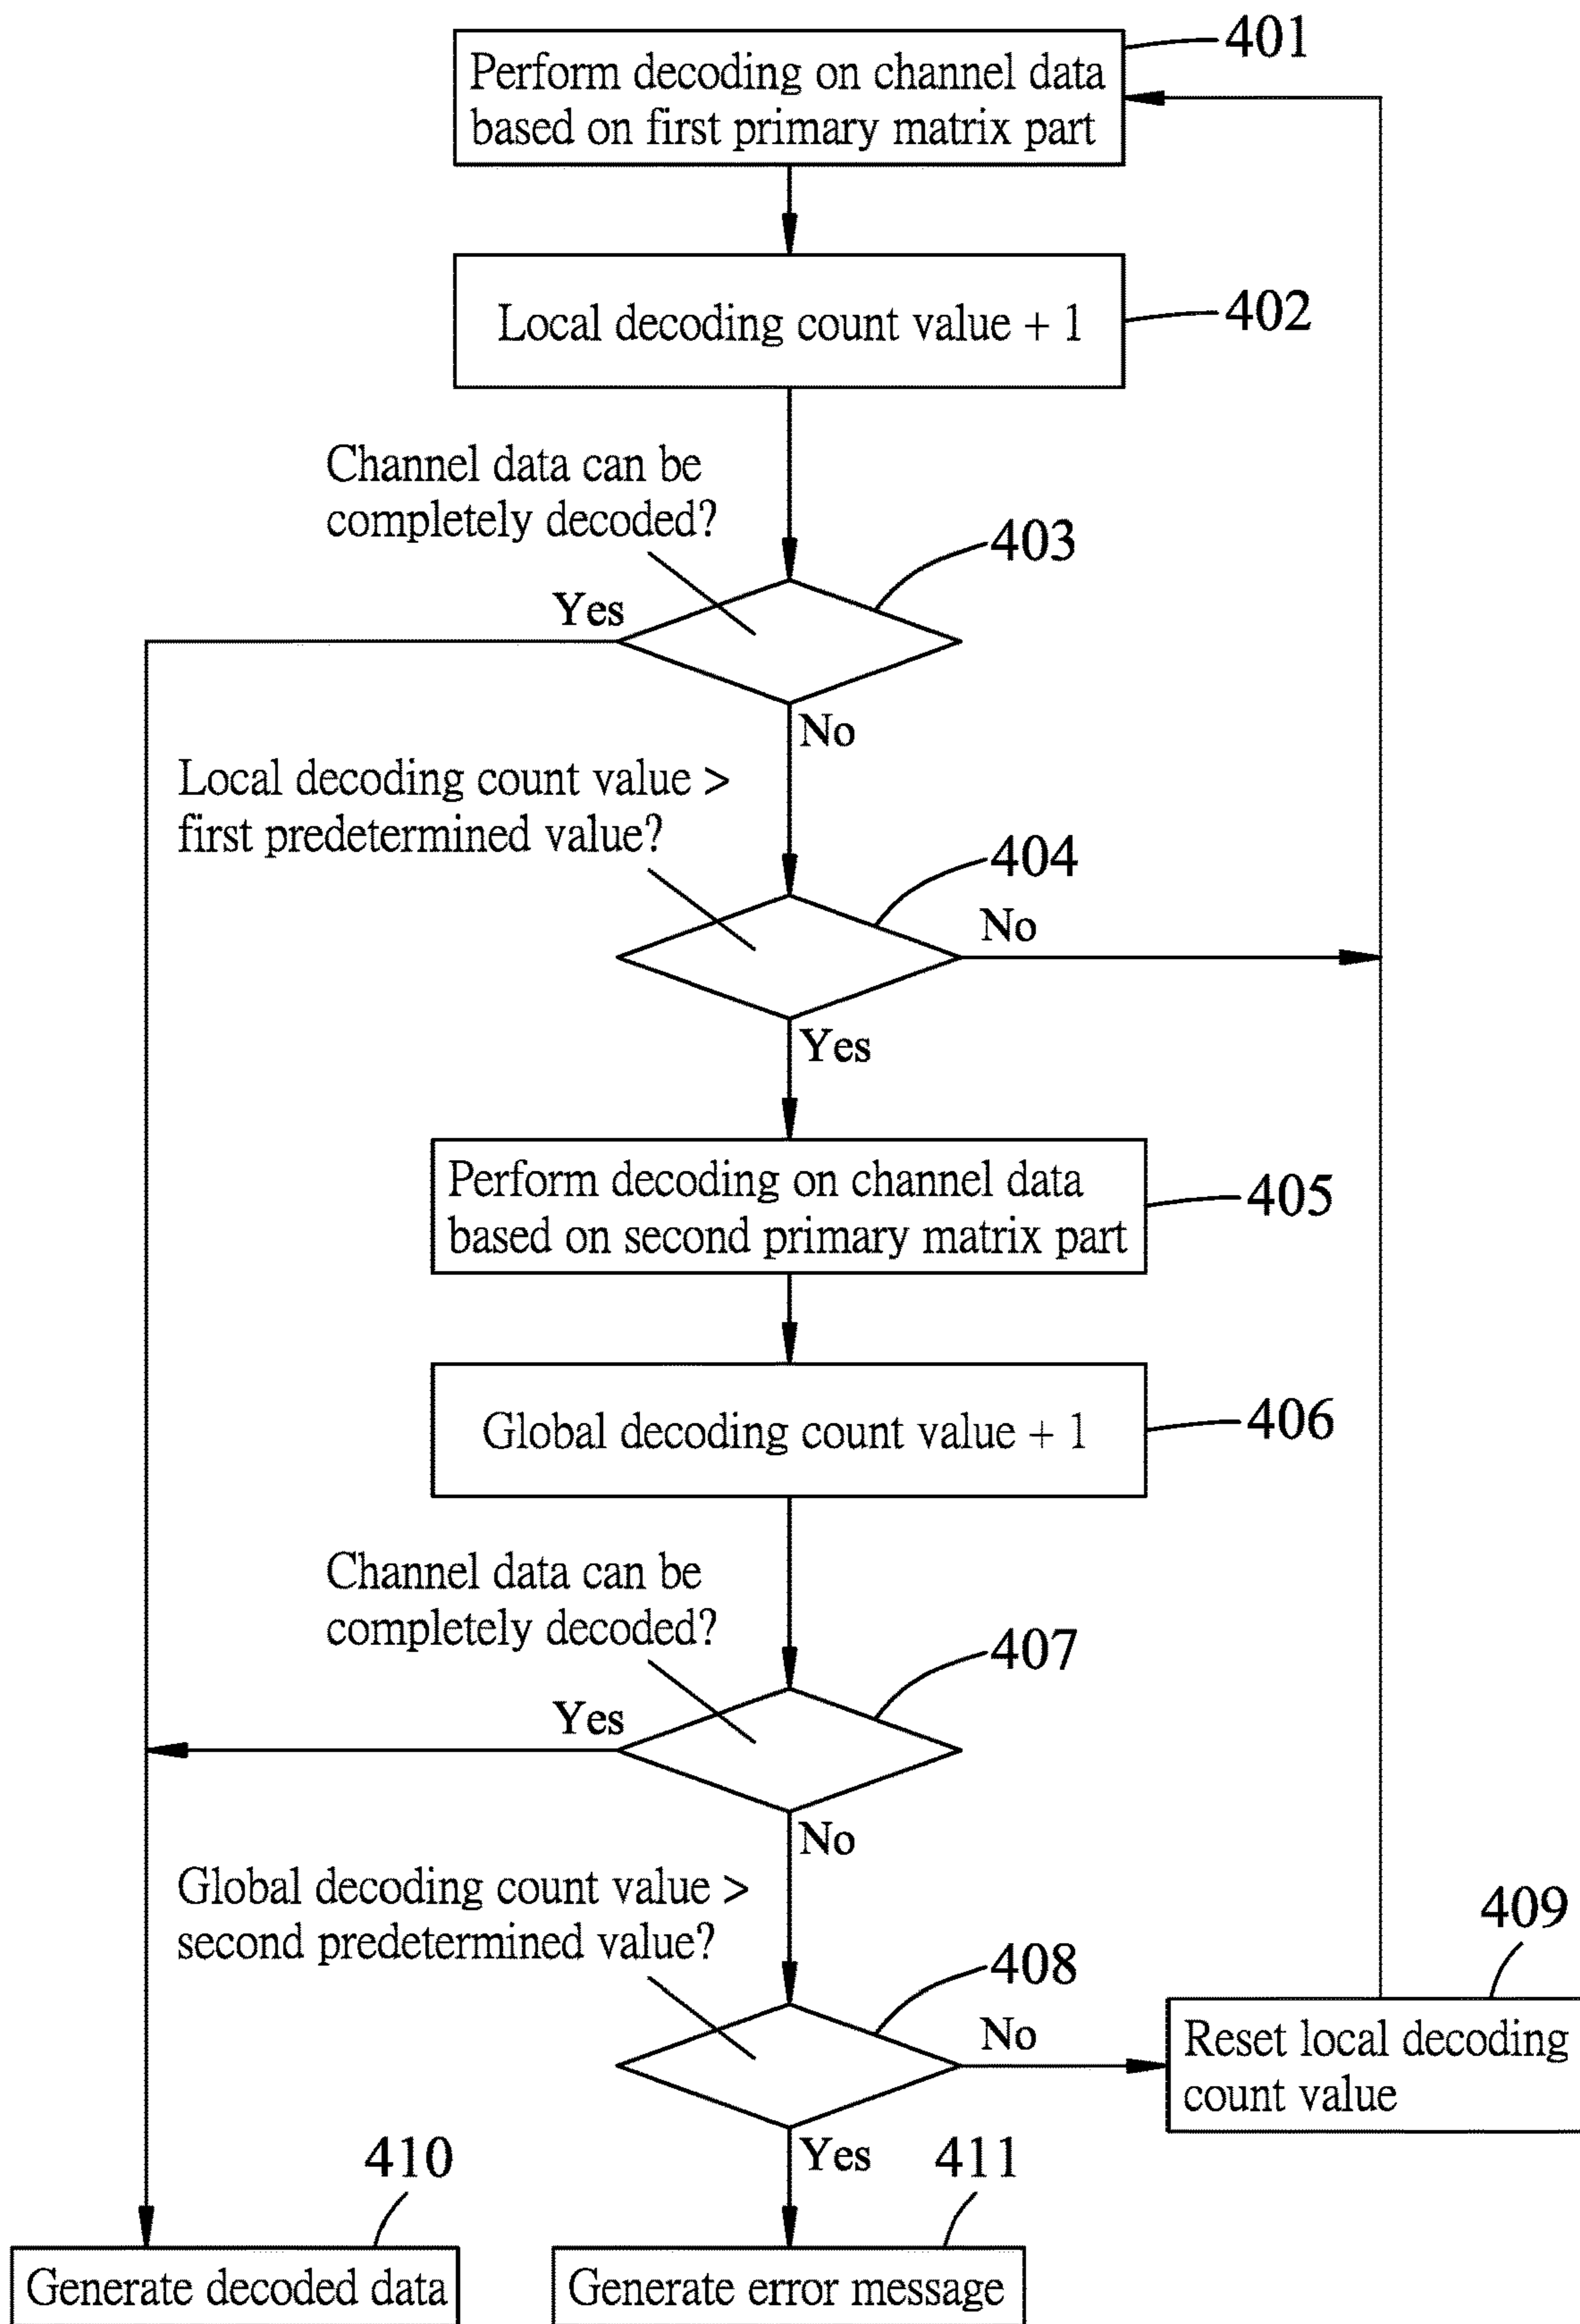 401
Perform decoding on channel data
based on first primary matrix part
402
Local decoding count value + 1
Channel data can be
completely decoded?
403
Yes
No
Local decoding count value >
first predetermined value?
404
No
Yes
Perform decoding on channel data
based on second primary matrix part
405
Global decoding count value + 1
406
Channel data can be
completely decoded?
407
Yes
No
Global decoding count value >
second predetermined value?
408
No
409
Reset local decoding
count value
Yes
410
411
Generate decoded data
Generate error message